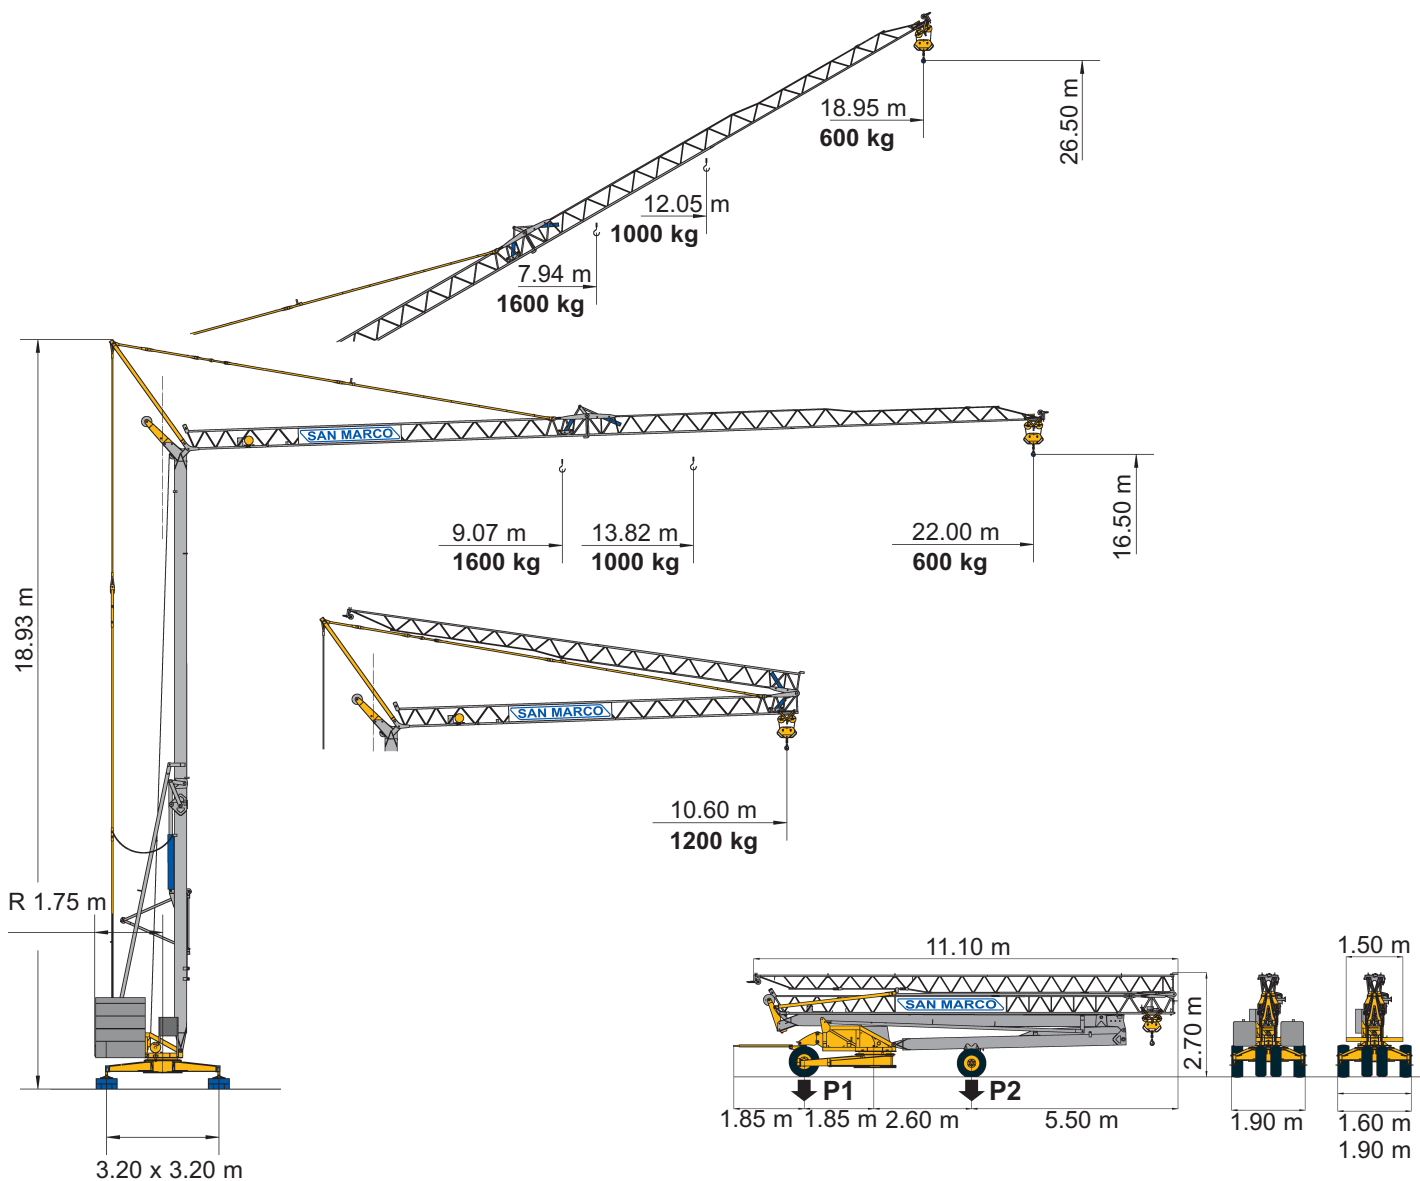 18.95 m
600 kg
26.50 m
12.05 m
1000 kg
7.94 m
1600 kg
SAN MARCO
9.07 m
1600 kg
13.82 m
1000 kg
22.00 m
600 kg
16.50 m
18.93 m
SAN MARCO
10.60 m
1200 kg
R 1.75 m
3.20 x 3.20 m
11.10 m
SAN MARCO
2.70 m
P1
P2
1.85 m
1.85 m
2.60 m
5.50 m
1.90 m
1.50 m
1.60 m
1.90 m